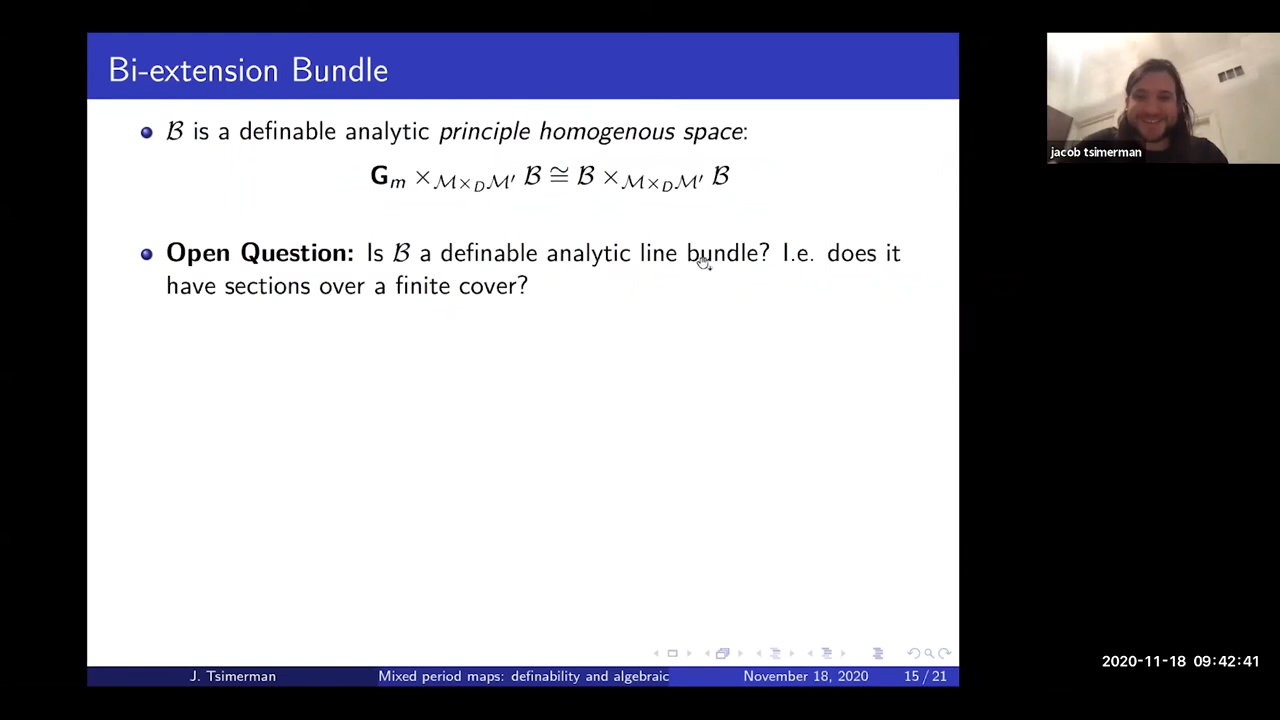 Bi-extension Bundle
ℬ is a definable analytic principle homogenous space:
G_m ×_{ℳ×_Dℳ′} ℬ ≅ ℬ ×_{ℳ×_Dℳ′} ℬ
Open Question: Is ℬ a definable analytic line bundle? I.e. does it
have sections over a finite cover?
jacob tsimerman
2020-11-18 09:42:41
J. Tsimerman Mixed period maps: definability and algebraic November 18, 2020 15 / 21